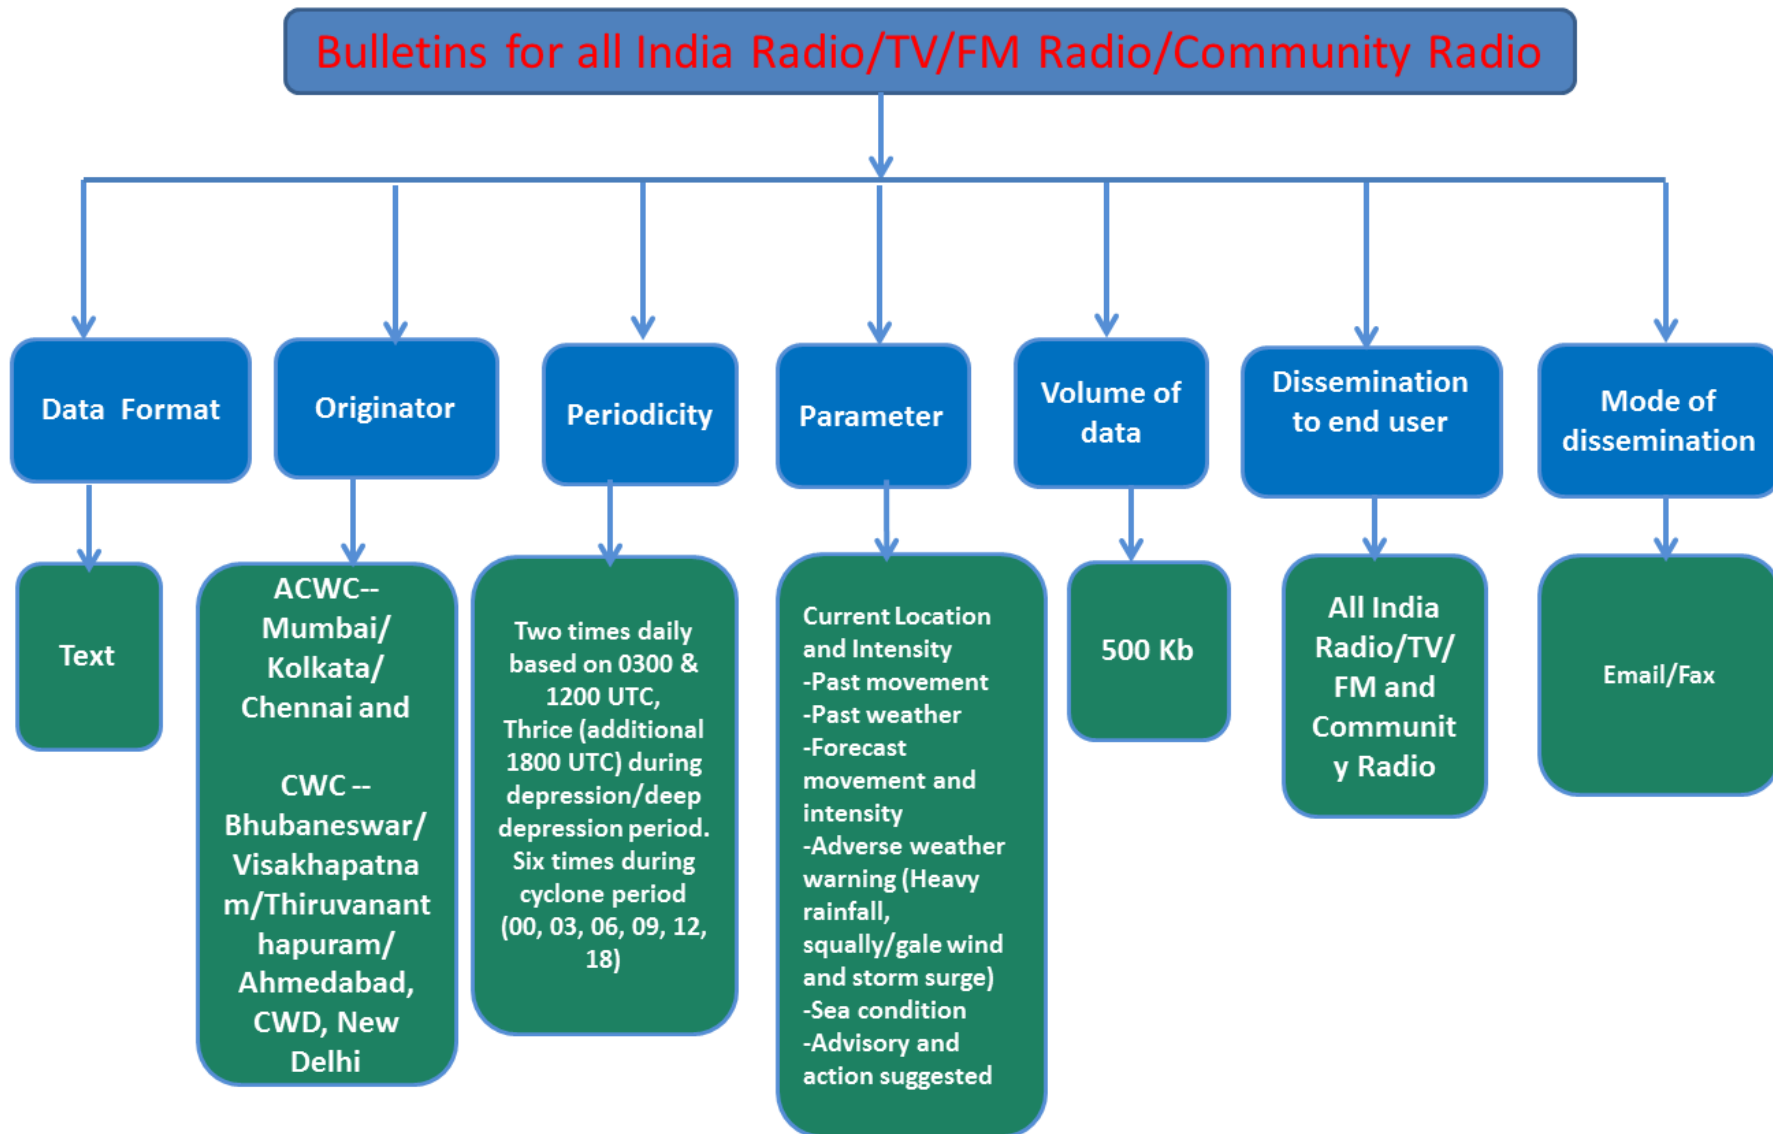 Bulletins for all India Radio/TV/FM Radio/Community Radio
Data Format
Originator
Periodicity
Parameter
Volume of
data
Dissemination
to end user
Mode of
dissemination
Text
ACWC--
Mumbai/
Kolkata/
Chennai and
CWC --
Bhubaneswar/
Visakhapatna
m/Thiruvanant
hapuram/
Ahmedabad,
CWD, New
Delhi
Two times daily
based on 0300 &
1200 UTC,
Thrice (additional
1800 UTC) during
depression/deep
depression period.
Six times during
cyclone period
(00, 03, 06, 09, 12,
18)
Current Location
and Intensity
-Past movement
-Past weather
-Forecast
movement and
intensity
-Adverse weather
warning (Heavy
rainfall,
squally/gale wind
and storm surge)
-Sea condition
-Advisory and
action suggested
500 Kb
All India
Radio/TV/
FM and
Communit
y Radio
Email/Fax